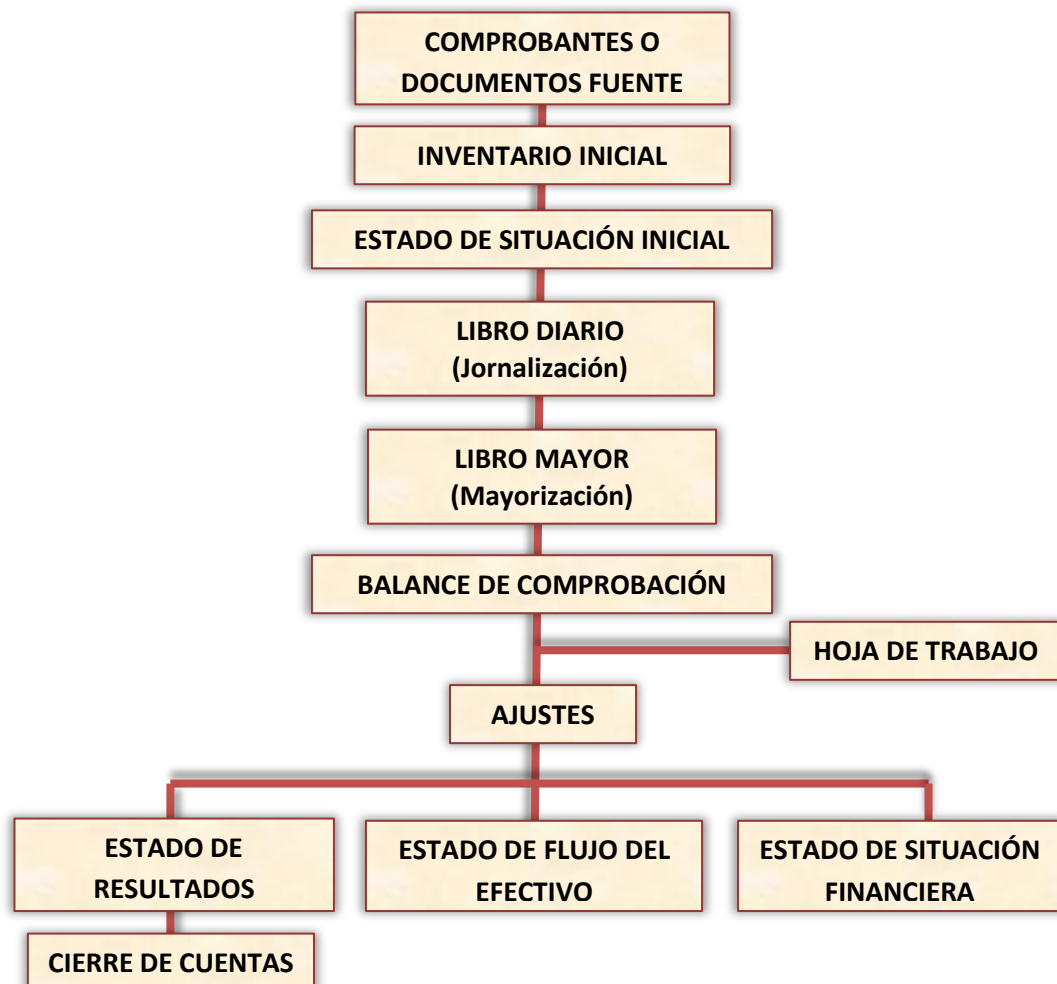 COMPROBANTES O
DOCUMENTOS FUENTE
INVENTARIO INICIAL
ESTADO DE SITUACIÓN INICIAL
LIBRO DIARIO
(Jornalización)
LIBRO MAYOR
(Mayorización)
BALANCE DE COMPROBACIÓN
HOJA DE TRABAJO
AJUSTES
ESTADO DE
RESULTADOS
ESTADO DE FLUJO DEL
EFECTIVO
ESTADO DE SITUACIÓN
FINANCIERA
CIERRE DE CUENTAS